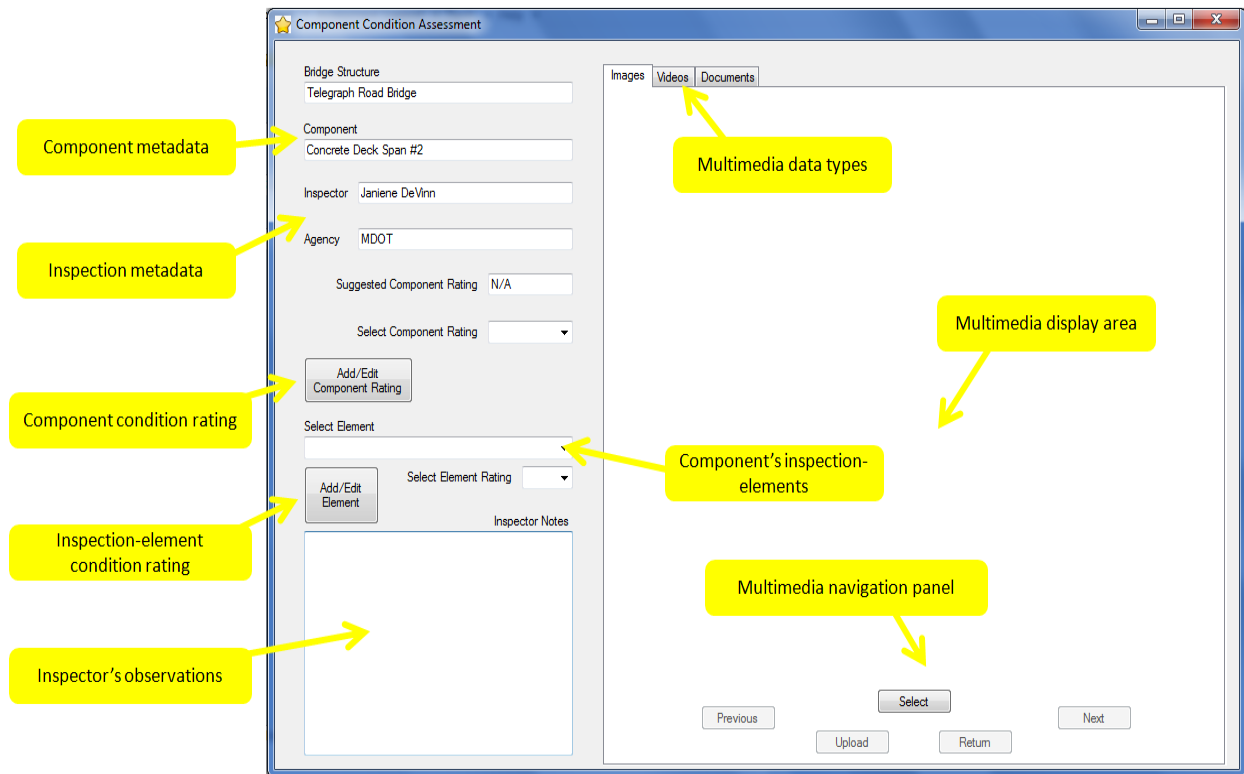 Component Condition Assessment
Bridge Structure
Telegraph Road Bridge
Component
Concrete Deck Span #2
Inspector
Janiene DeVinn
Agency
MDOT
Suggested Component Rating
N/A
Select Component Rating
Add/Edit
Component Rating
Select Element
Select Element Rating
Add/Edit
Element
Inspector Notes
Images
Videos
Documents
Select
Previous
Next
Upload
Return
Component metadata
Inspection metadata
Component condition rating
Inspection-element
condition rating
Inspector’s observations
Multimedia data types
Multimedia display area
Component’s inspection-
elements
Multimedia navigation panel